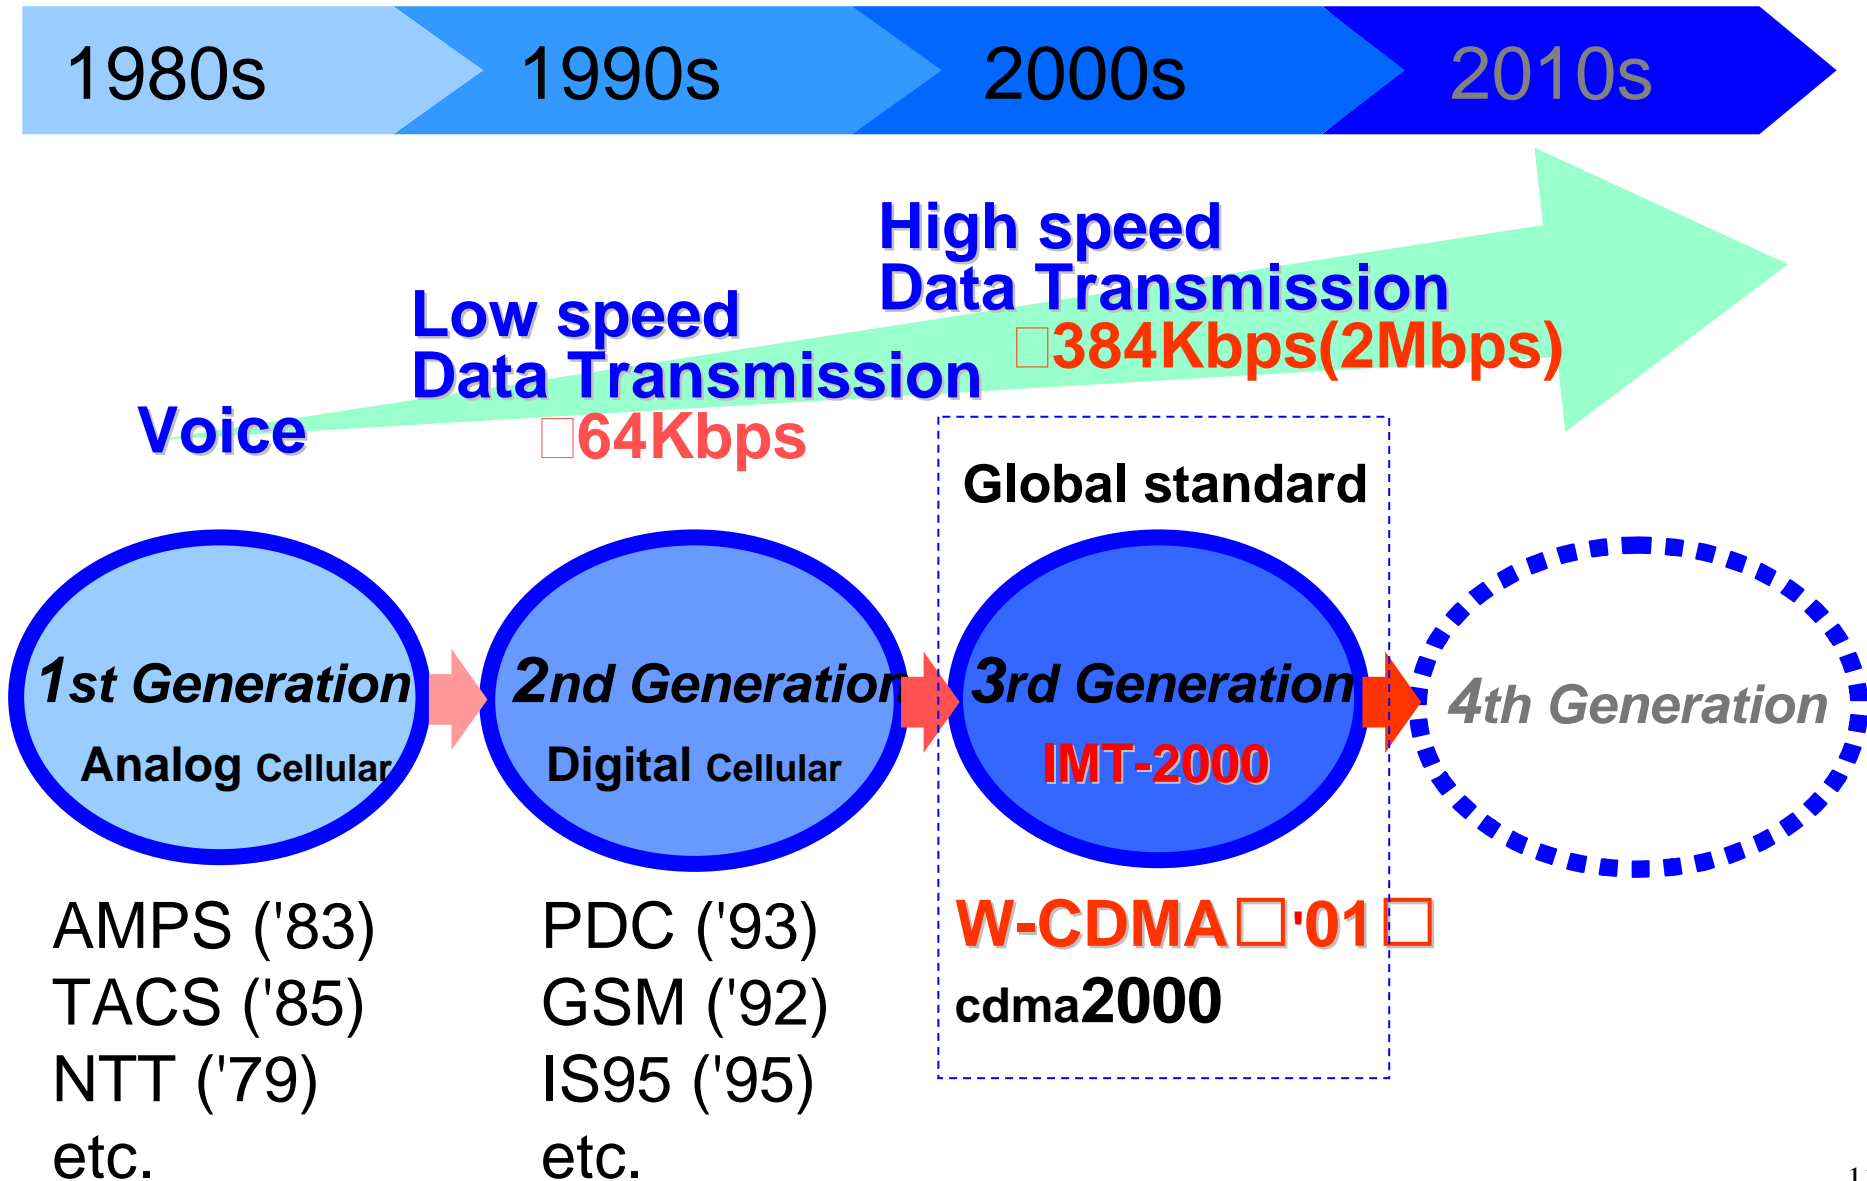 1980s 1990s 2000s 2010s
High speed
Data Transmission
□384Kbps(2Mbps)
Low speed
Data Transmission
□64Kbps
Voice
Global standard
1st Generation
Analog Cellular
2nd Generation
Digital Cellular
3rd Generation
IMT-2000
4th Generation
AMPS ('83)
TACS ('85)
NTT ('79)
etc.
PDC ('93)
GSM ('92)
IS95 ('95)
etc.
W-CDMA□'01□
cdma2000